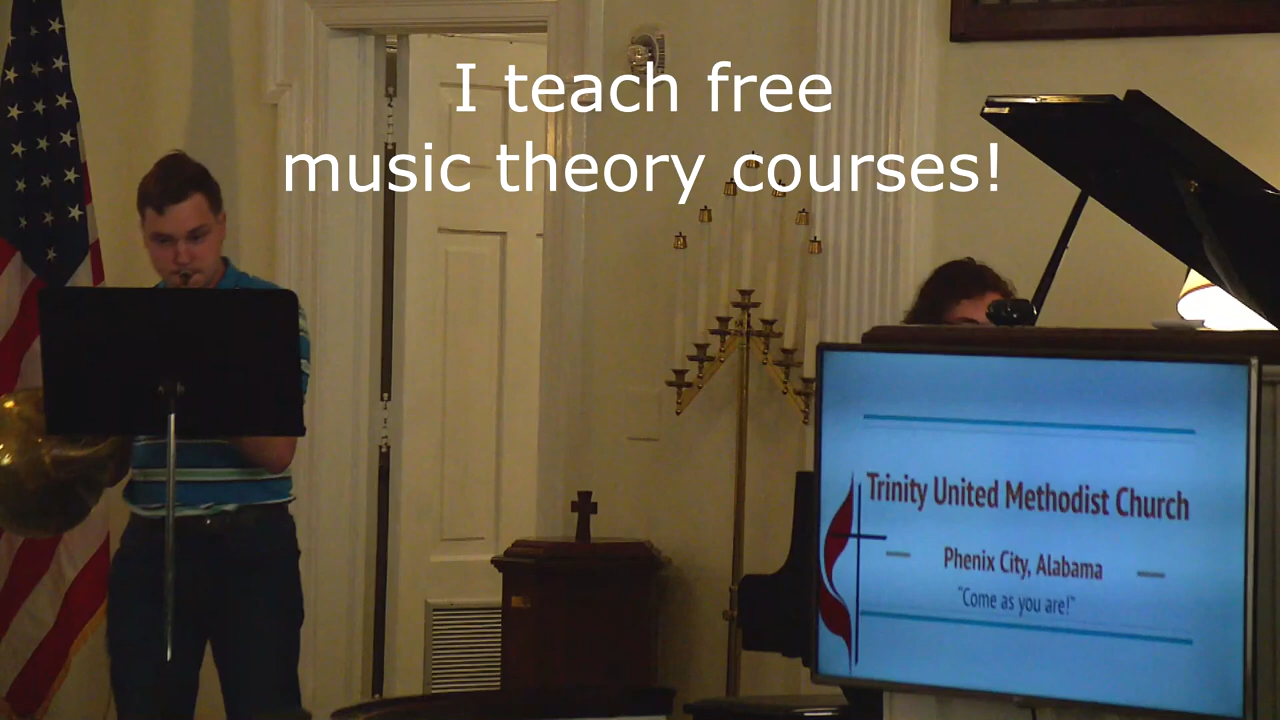 I teach free
music theory courses!
Trinity United Methodist Church
Phenix City, Alabama
"Come as you are!"